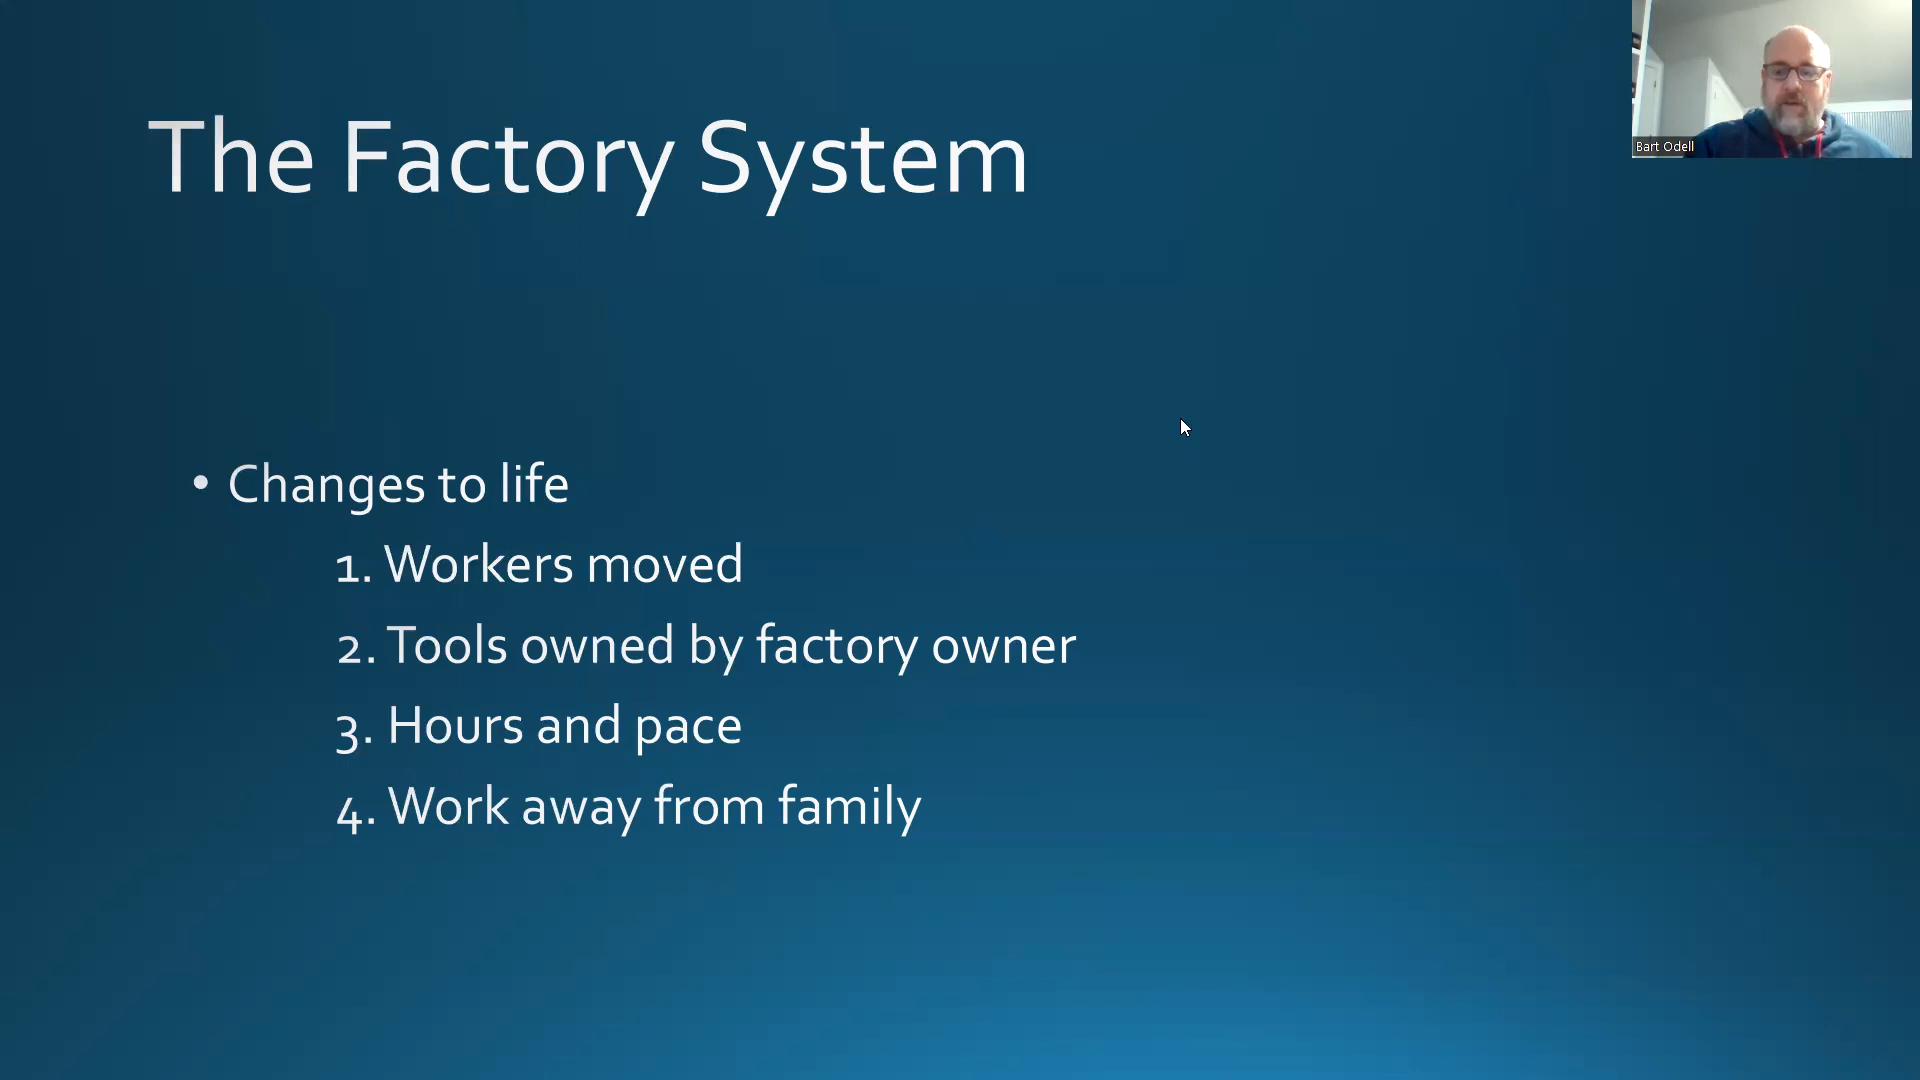 The Factory System
Bart Odell
• Changes to life
1. Workers moved
2. Tools owned by factory owner
3. Hours and pace
4. Work away from family